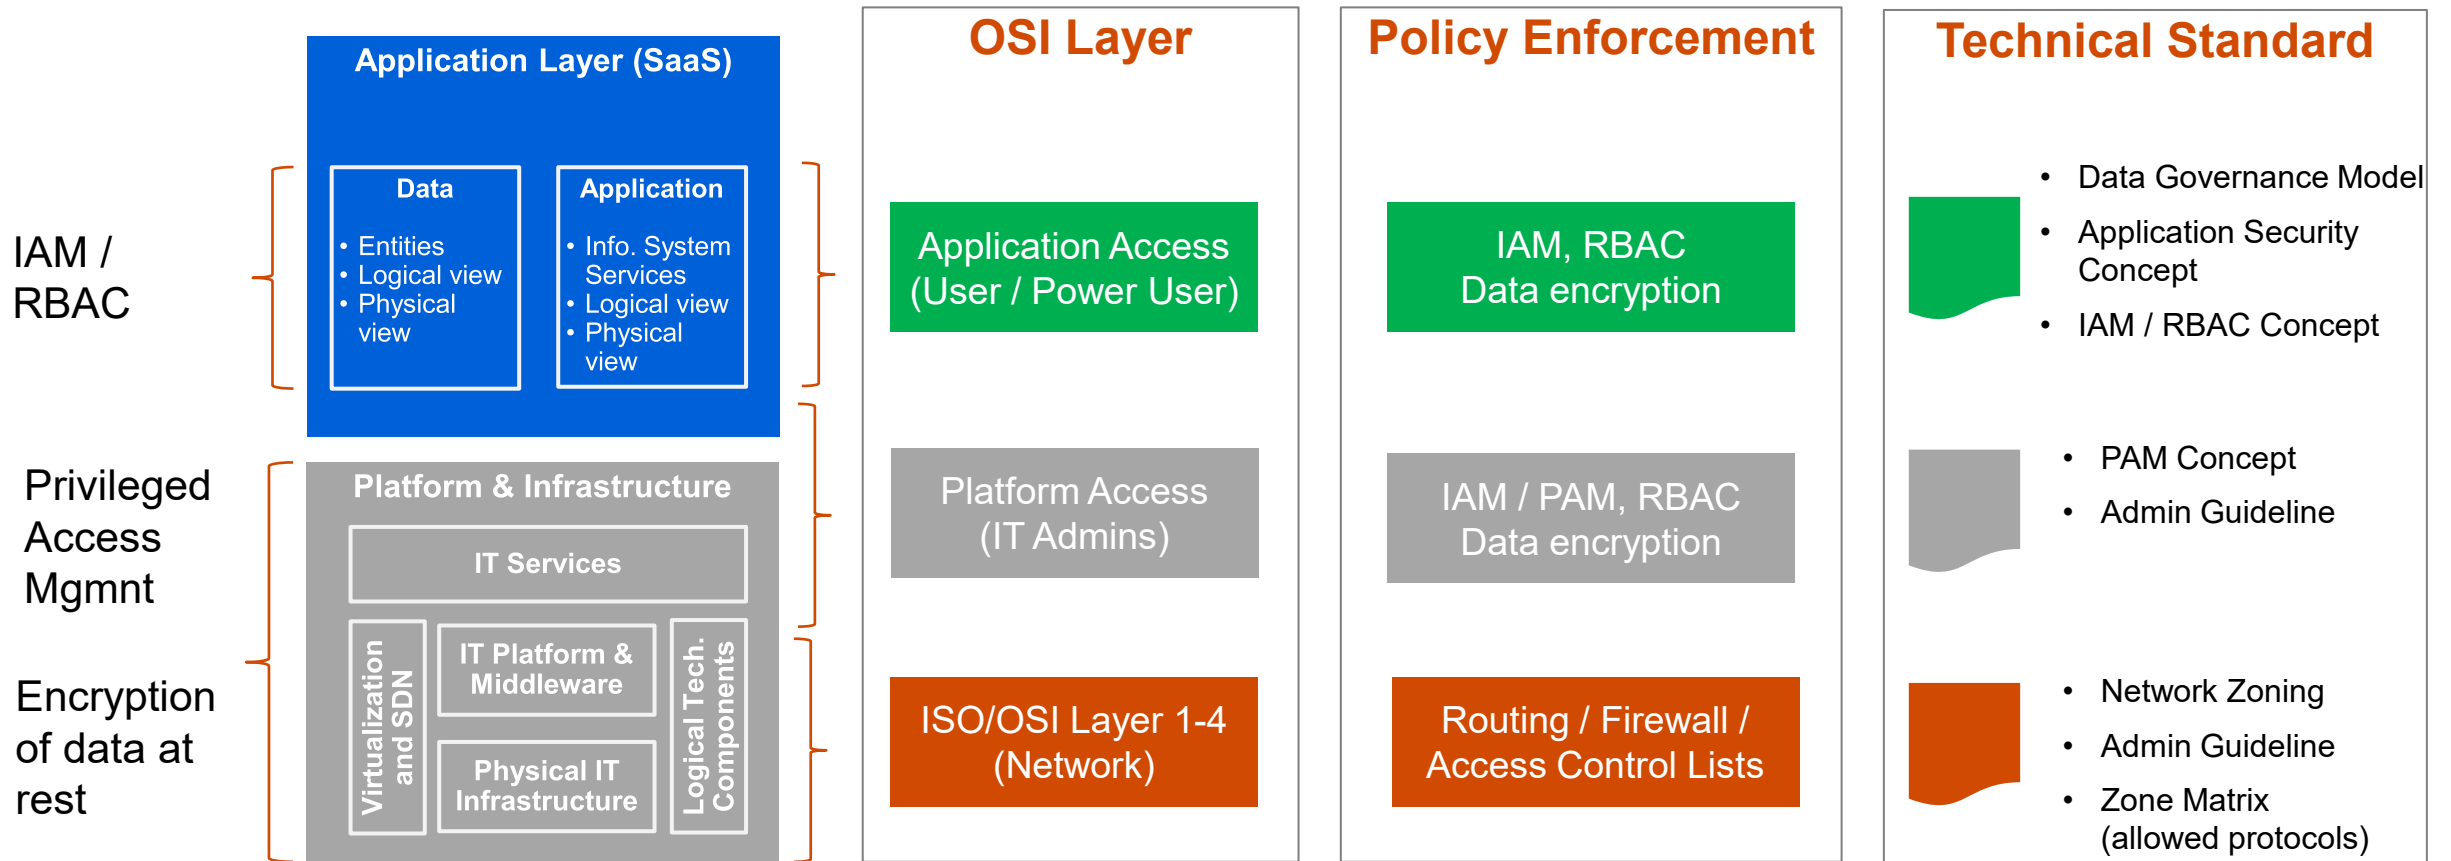 IAM /
RBAC
Privileged
Access
Mgmnt
Encryption
of data at
rest
Application Layer (SaaS)
Data
• Entities
• Logical view
• Physical
view
Application
• Info. System
Services
• Logical view
• Physical
view
Platform & Infrastructure
IT Services
Virtualization
and SDN
IT Platform &
Middleware
Physical IT
Infrastructure
Logical Tech.
Components
OSI Layer
Application Access
(User / Power User)
Platform Access
(IT Admins)
ISO/OSI Layer 1-4
(Network)
Policy Enforcement
IAM, RBAC
Data encryption
IAM / PAM, RBAC
Data encryption
Routing / Firewall /
Access Control Lists
Technical Standard
• Data Governance Model
• Application Security
Concept
• IAM / RBAC Concept
• PAM Concept
• Admin Guideline
• Network Zoning
• Admin Guideline
• Zone Matrix
(allowed protocols)